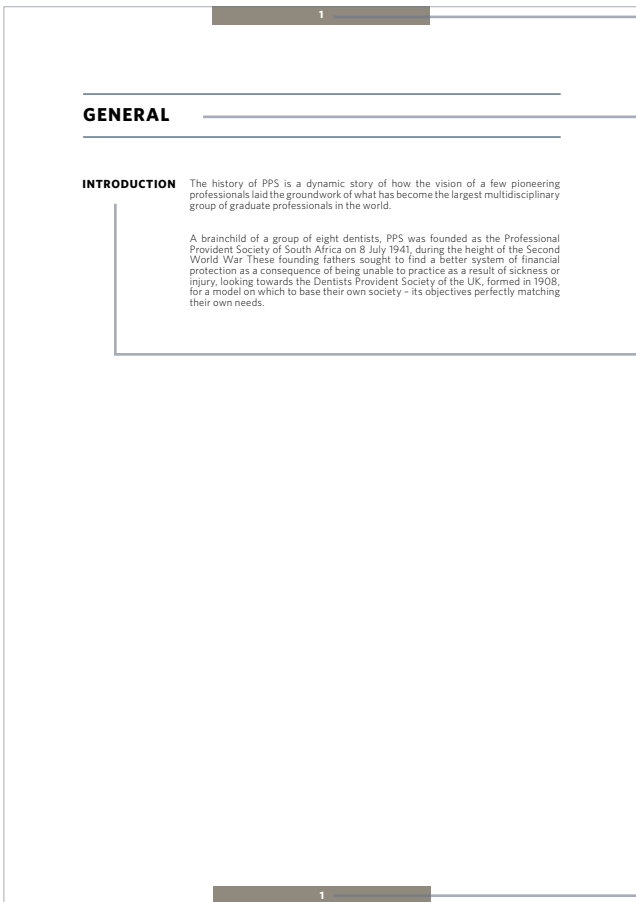 1
GENERAL
INTRODUCTION
The history of PPS is a dynamic story of how the vision of a few pioneering
professionals laid the groundwork of what has become the largest multidisciplinary
group of graduate professionals in the world.
A brainchild of a group of eight dentists, PPS was founded as the Professional
Provident Society of South Africa on 8 July 1941, during the height of the Second
World War These founding fathers sought to find a better system of financial
protection as a consequence of being unable to practice as a result of sickness or
injury, looking towards the Dentists Provident Society of the UK, formed in 1908,
for a model on which to base their own society – its objectives perfectly matching
their own needs.
1